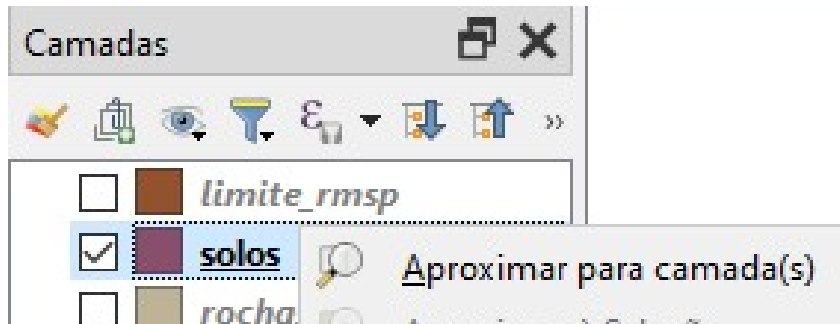 Camadas
limite_rmsp
solos
Aproximar para camada(s)
rocha